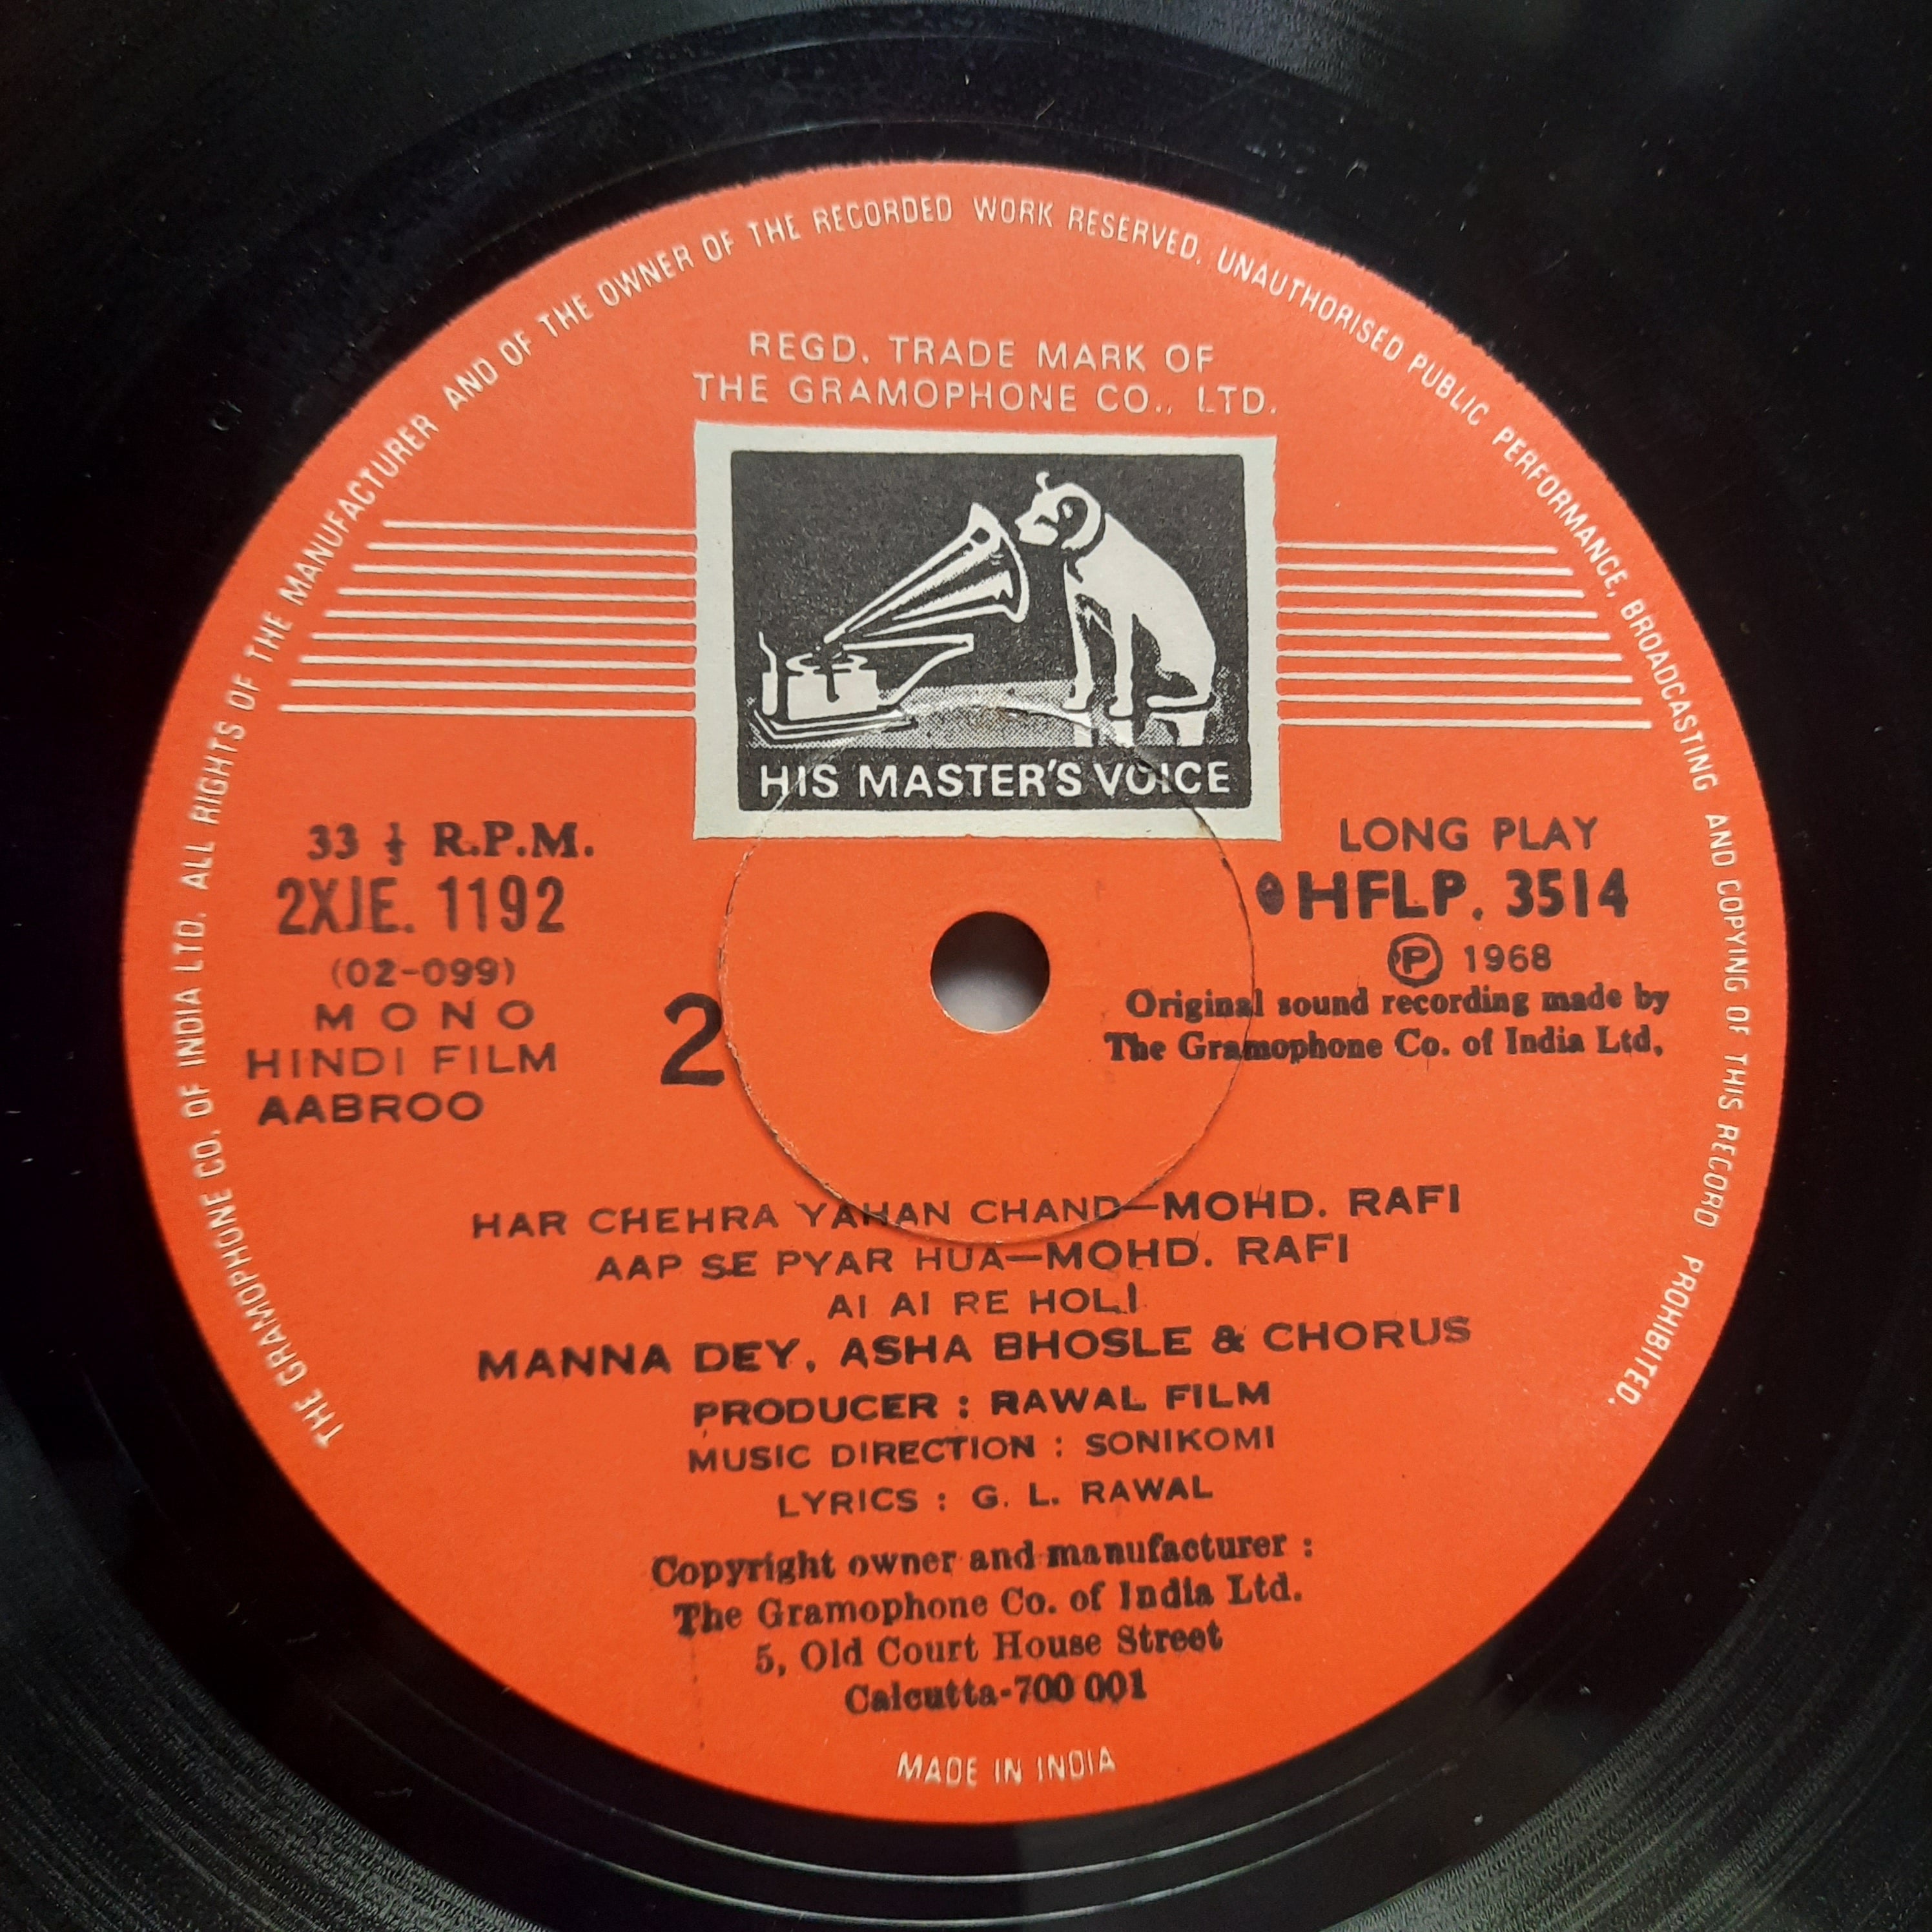 THE GRAMOPHONE CO. OF INDIA LTD. ALL RIGHTS OF THE MANUFACTURER AND OF THE OWNER OF THE RECORDED WORK RESERVED. UNAUTHORISED PUBLIC PERFORMANCE, BROADCASTING AND COPYING OF THIS RECORD PROHIBITED.
REGD. TRADE MARK OF
THE GRAMOPHONE CO., LTD.
HIS MASTER'S VOICE
33 ⅓ R.P.M.
2XJE. 1192
(02-099)
MONO
HINDI FILM
AABROO
2
LONG PLAY
HFLP. 3514
Ⓟ 1968
Original sound recording made by
The Gramophone Co. of India Ltd.
HAR CHEHRA YAHAN CHAND—MOHD. RAFI
AAP SE PYAR HUA—MOHD. RAFI
AI AI RE HOLI
MANNA DEY, ASHA BHOSLE & CHORUS
PRODUCER : RAWAL FILM
MUSIC DIRECTION : SONIKOMI
LYRICS : G. L. RAWAL
Copyright owner and manufacturer :
The Gramophone Co. of India Ltd.
5, Old Court House Street
Calcutta-700 001
MADE IN INDIA